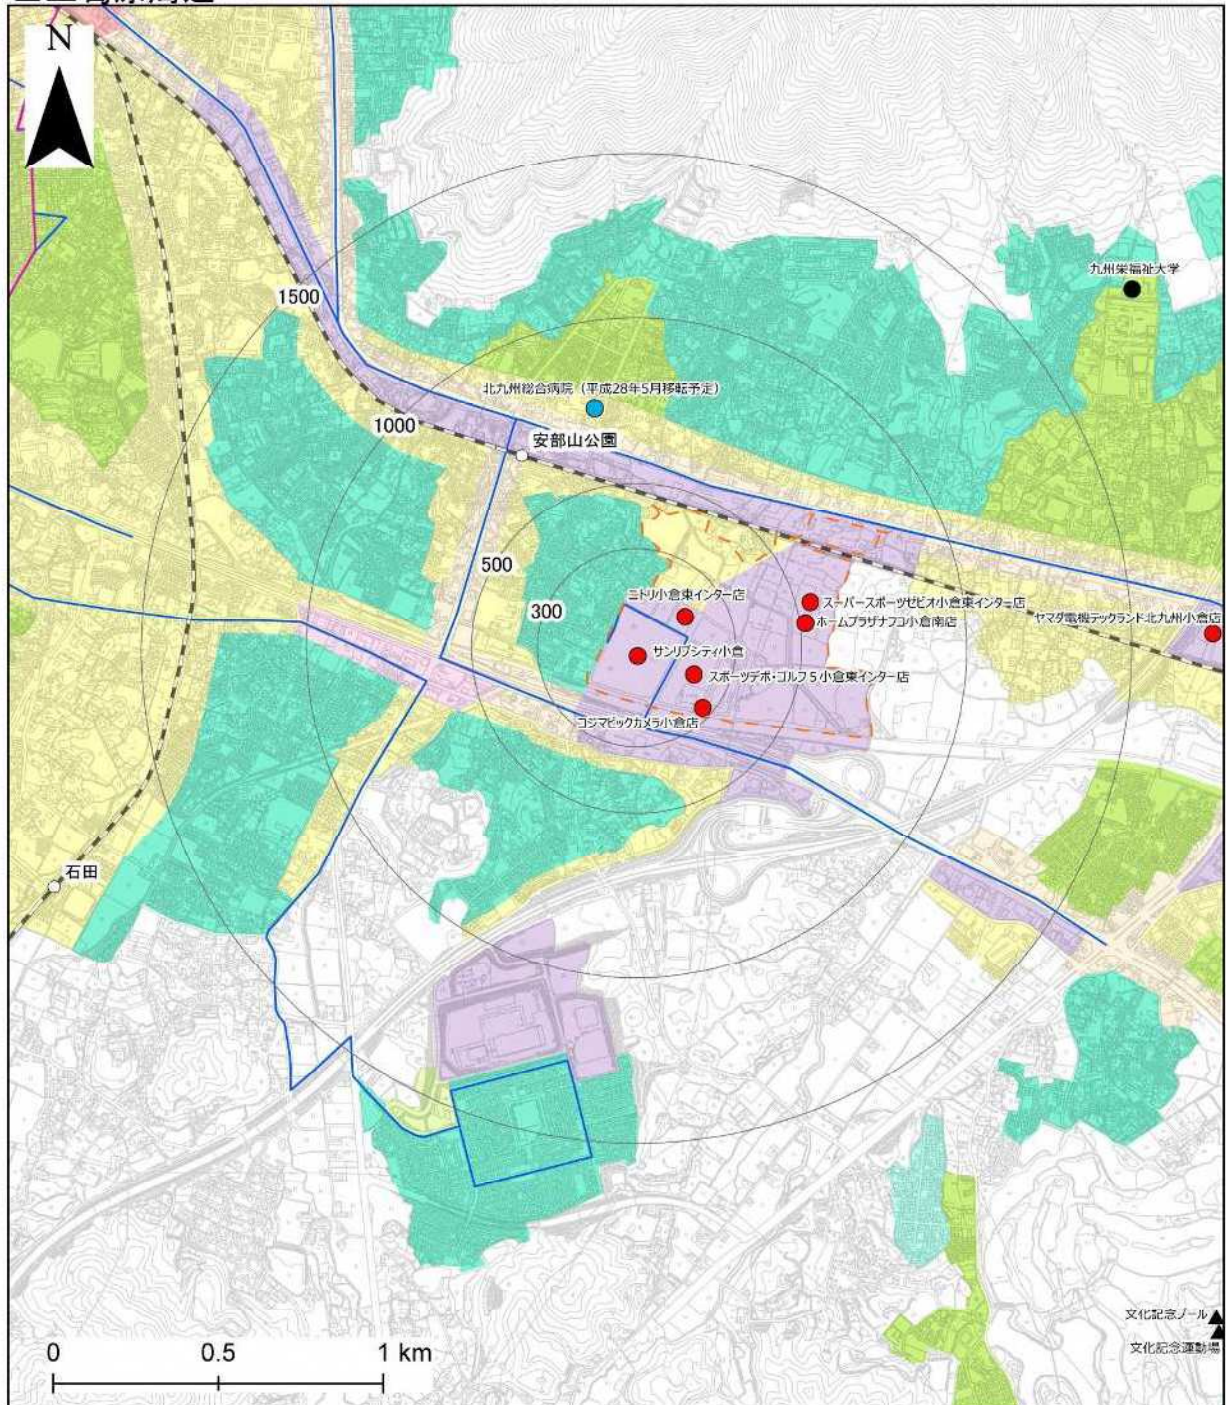 N
九州栄福祉大学
1500
北九州総合病院（平成28年5月移転予定）
1000
安部山公園
500
300
ニトリ小倉東インター店
スーパースポーツゼビオ小倉東インター店
ホームプラザナフコ小倉南店
ヤマダ電機テックランド北九州小倉店
サンリブシティ小倉
スポーツデポ・ゴルフ５小倉東インター店
コジマビックカメラ小倉店
石田
文化記念プール
文化記念運動場
0 0.5 1 km